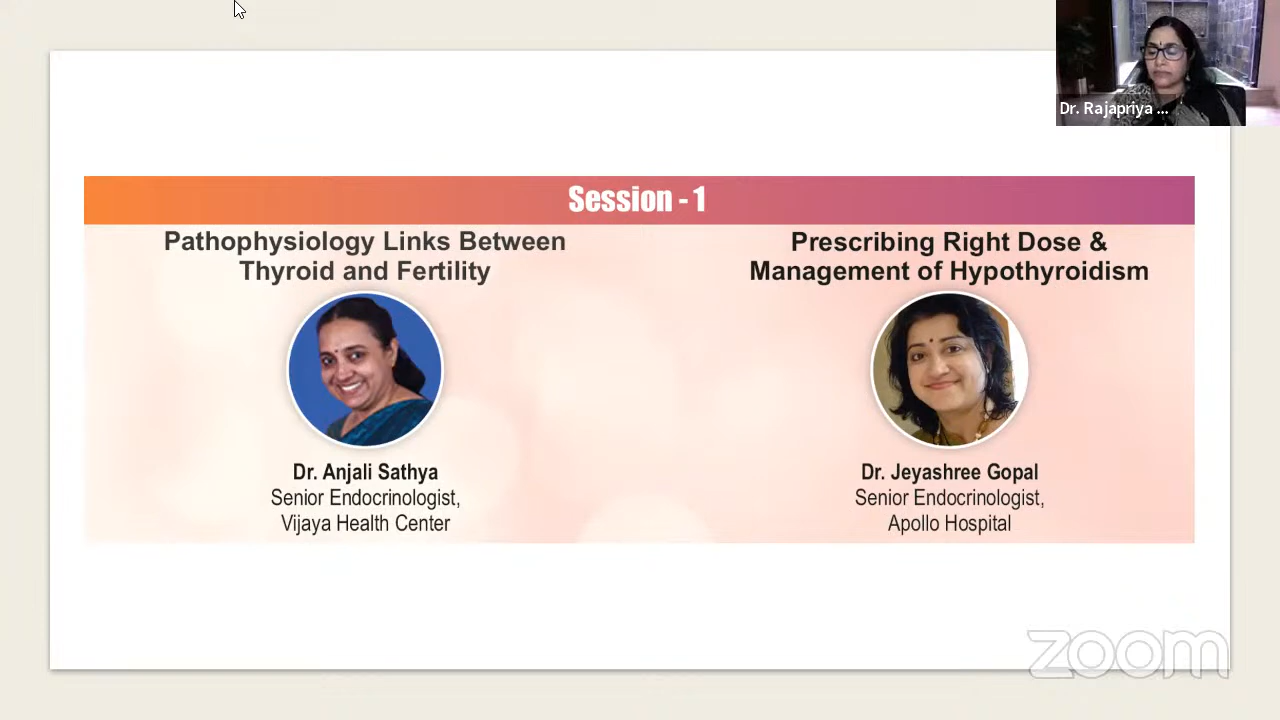 Dr. Rajapriya ...
Session - 1
Pathophysiology Links Between
Thyroid and Fertility
Dr. Anjali Sathya
Senior Endocrinologist,
Vijaya Health Center
Prescribing Right Dose &
Management of Hypothyroidism
Dr. Jeyashree Gopal
Senior Endocrinologist,
Apollo Hospital
zoom